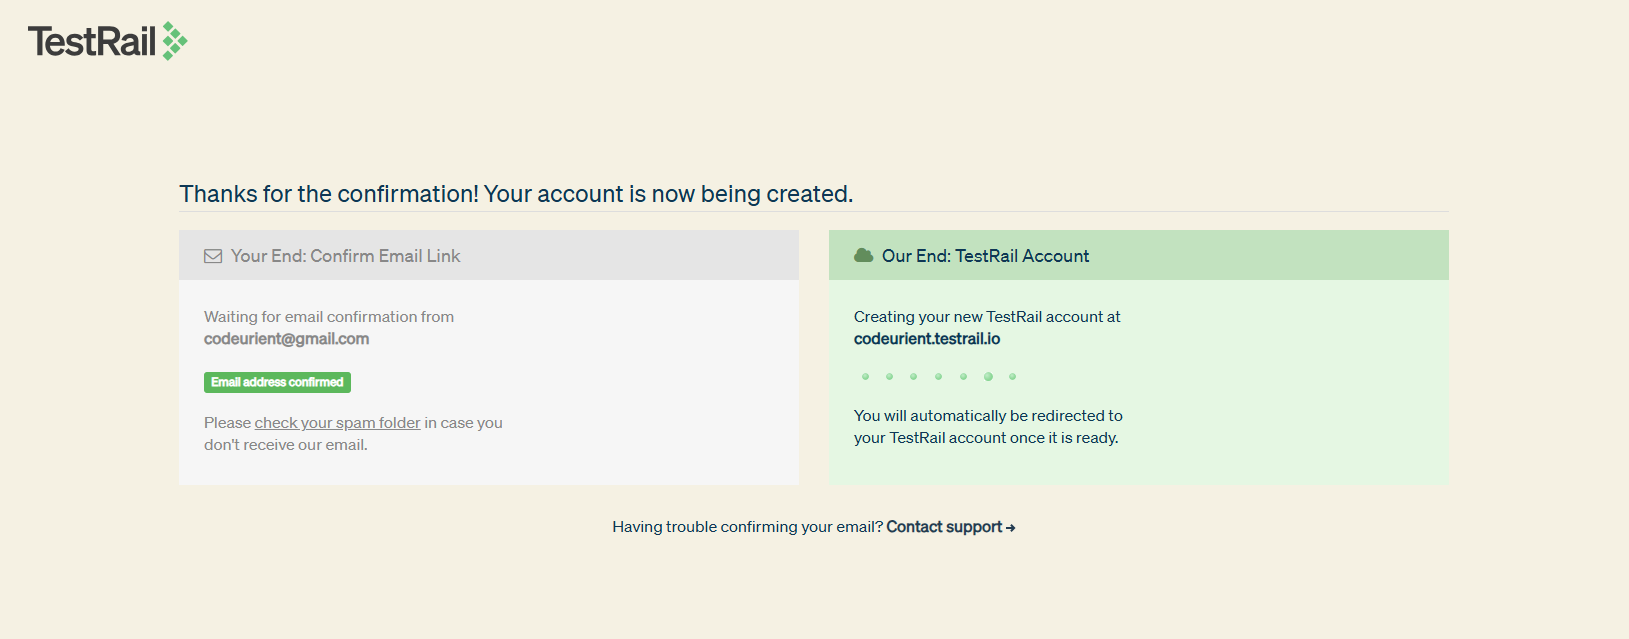 TestRail
Thanks for the confirmation! Your account is now being created.
Your End: Confirm Email Link
Waiting for email confirmation from
codeurient@gmail.com
Email address confirmed
Please check your spam folder in case you
don't receive our email.
Our End: TestRail Account
Creating your new TestRail account at
codeurient.testrail.io
You will automatically be redirected to
your TestRail account once it is ready.
Having trouble confirming your email? Contact support →